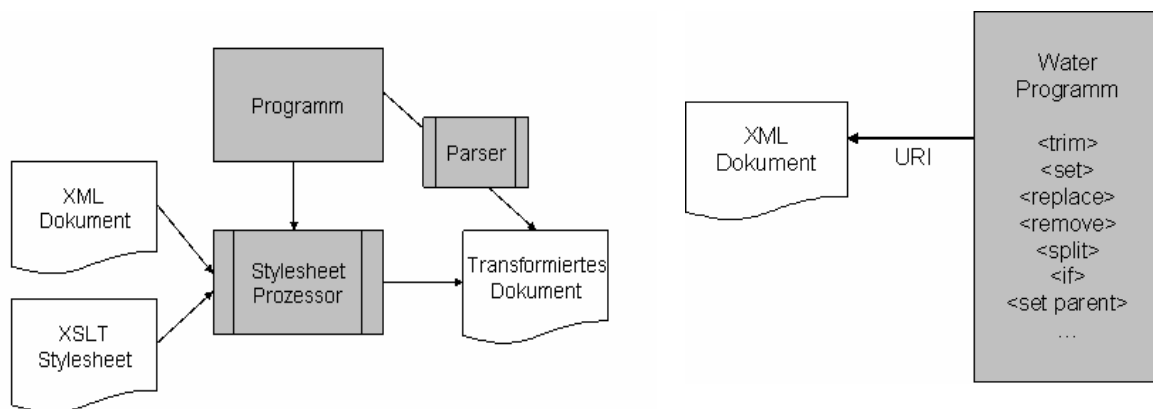 Programm
Parser
XML
Dokument
Stylesheet
Prozessor
Transformiertes
Dokument
XSLT
Stylesheet
XML
Dokument
URI
Water
Programm
<trim>
<set>
<replace>
<remove>
<split>
<if>
<set parent>
...